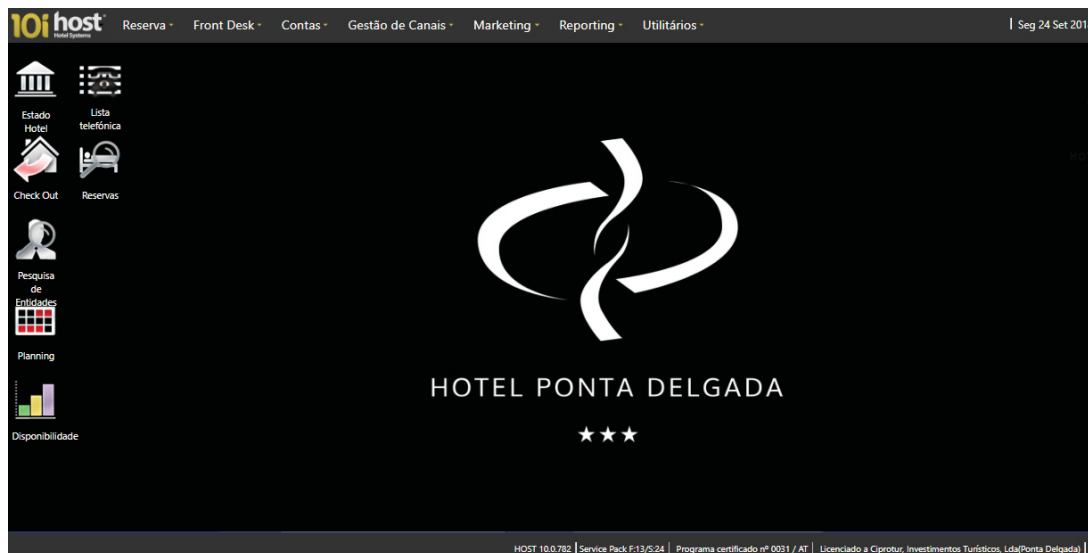 10i host
Hotel Systems
Reserva
Front Desk
Contas
Gestão de Canais
Marketing
Reporting
Utilitários
Seg 24 Set 201
Estado
Hotel
Lista
telefónica
Check Out
Reservas
Pesquisa
de
Entidades
Planning
Disponibilidade
HOTEL PONTA DELGADA
HOST 10.0.782 | Service Pack F:13/S:24 | Programa certificado nº 0031 / AT | Licenciado a Ciprotur, Investimentos Turísticos, Lda(Ponta Delgada) |